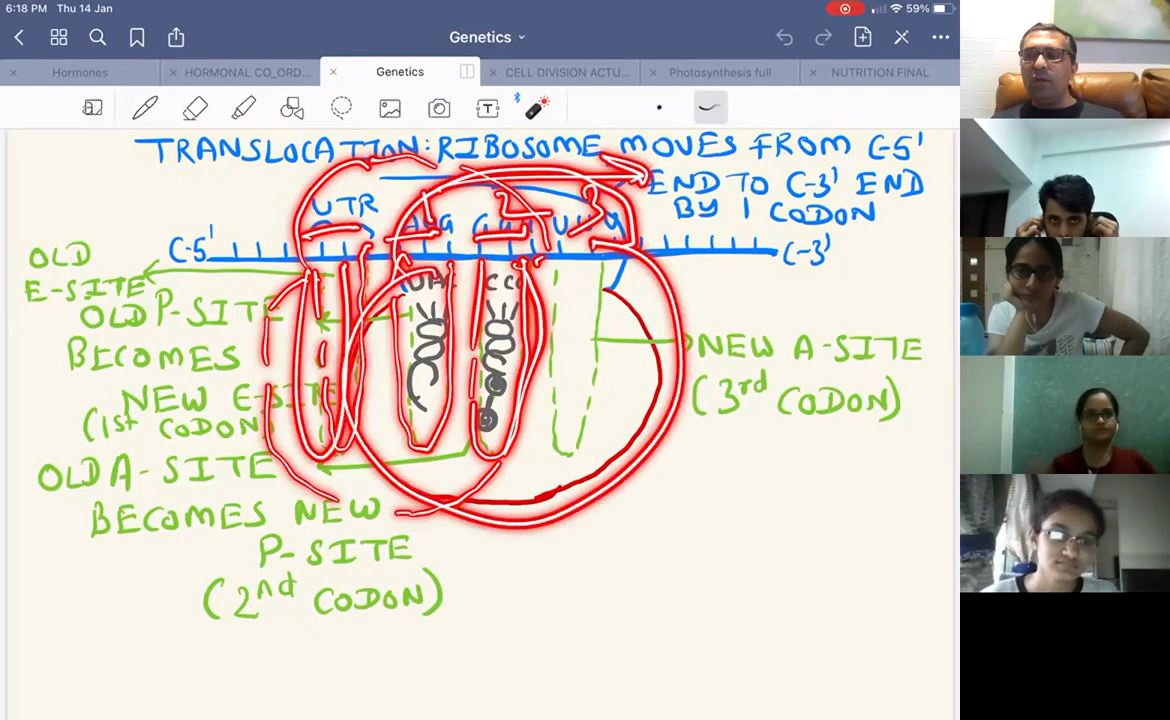 6:18 PM Thu 14 Jan
59%
Genetics
Hormones
HORMONAL CO_ORD...
Genetics
CELL DIVISION ACTU...
Photosynthesis full
NUTRITION FINAL
TRANSLOCATION: RIBOSOME MOVES FROM C-5'
END TO C-3' END
BY 1 CODON
UTR
2
3
C-5'
C-3'
OLD
E-SITE
OLD P-SITE
BECOMES
NEW E-SITE
(1st CODON)
NEW A-SITE
(3rd CODON)
OLD A-SITE
BECOMES NEW
P-SITE
(2nd CODON)